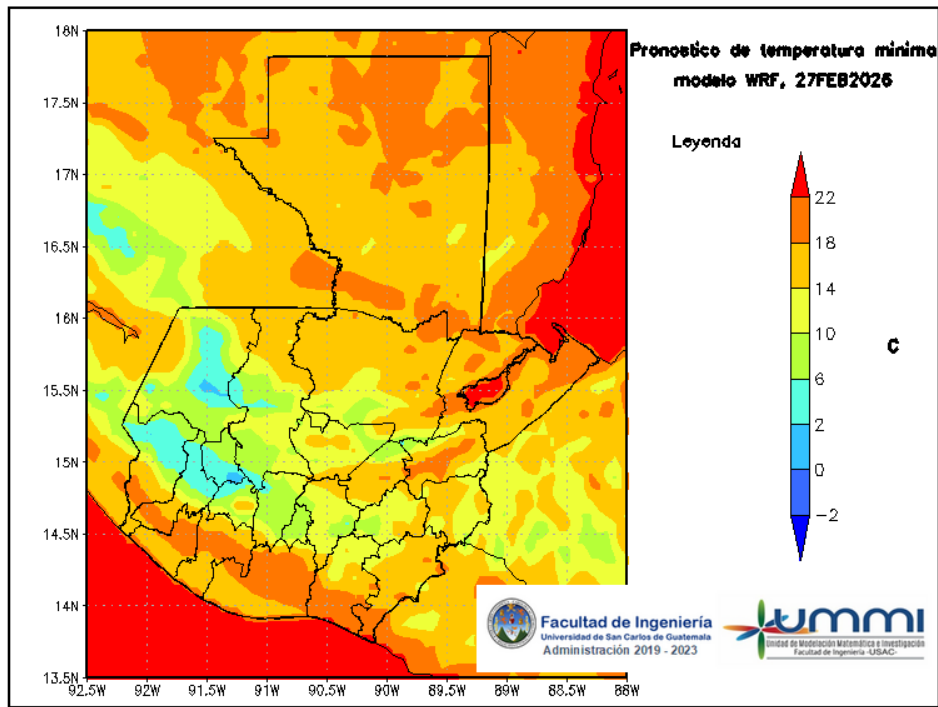 Pronostico de temperatura minima
modelo WRF, 27FEB2026
Leyenda
22
18
14
10
6
2
0
−2
C
18N
17.5N
17N
16.5N
16N
15.5N
15N
14.5N
14N
13.5N
92.5W 92W 91.5W 91W 90.5W 90W 89.5W 89W 88.5W 88W
Facultad de Ingeniería
Universidad de San Carlos de Guatemala
Administración 2019 - 2023
UMMI
Unidad de Modelación Matemática e Investigación
Facultad de Ingeniería -USAC-